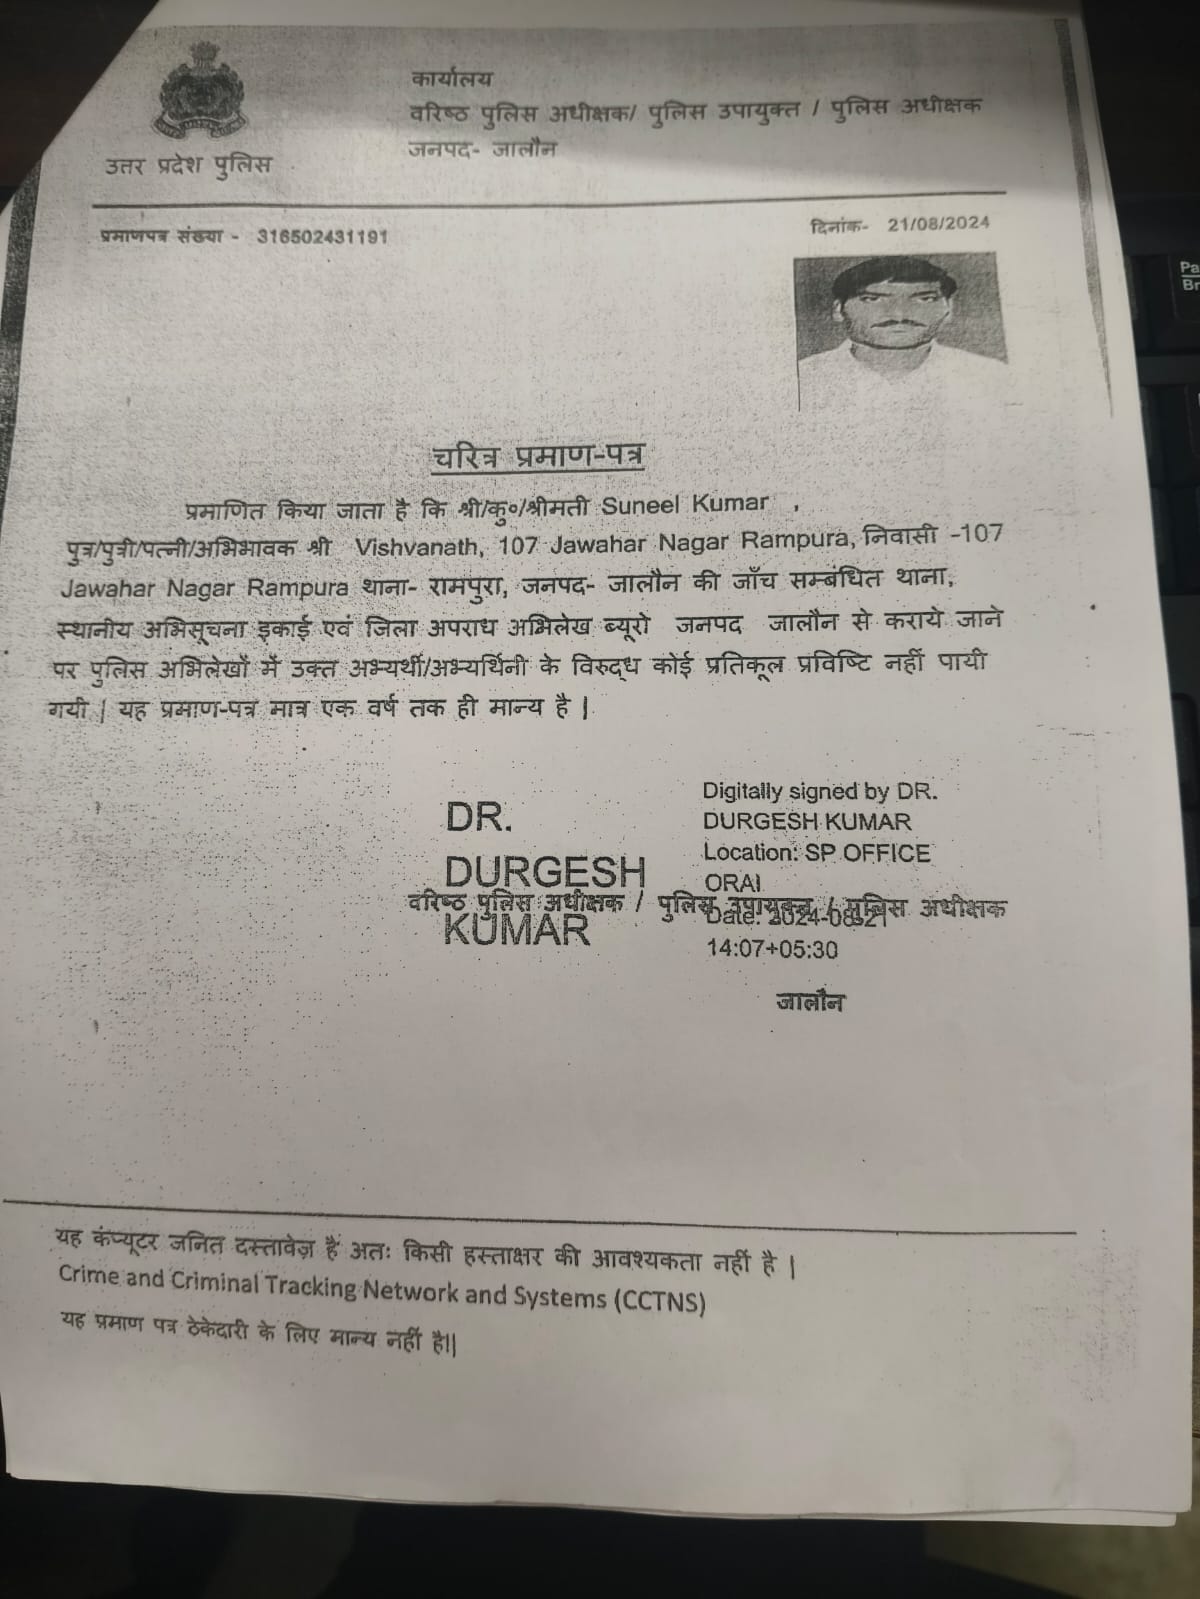 कार्यालय
वरिष्ठ पुलिस अधीक्षक/ पुलिस उपायुक्त / पुलिस अधीक्षक
जनपद- जालौन
उत्तर प्रदेश पुलिस
प्रमाणपत्र संख्या - 316502431191
दिनांक- 21/08/2024
चरित्र प्रमाण-पत्र
प्रमाणित किया जाता है कि श्री/कु०/श्रीमती Suneel Kumar ,
पुत्र/पुत्री/पत्नी/अभिभावक श्री Vishvanath, 107 Jawahar Nagar Rampura, निवासी -107
Jawahar Nagar Rampura थाना- रामपुरा, जनपद- जालौन की जाँच सम्बंधित थाना,
स्थानीय अभिसूचना इकाई एवं जिला अपराध अभिलेख ब्यूरो जनपद जालौन से कराये जाने
पर पुलिस अभिलेखों में उक्त अभ्यर्थी/अभ्यर्थिनी के विरुद्ध कोई प्रतिकूल प्रविष्टि नहीं पायी
गयी | यह प्रमाण-पत्र मात्र एक वर्ष तक ही मान्य है |
DR.
DURGESH
KUMAR
Digitally signed by DR.
DURGESH KUMAR
Location: SP OFFICE
ORAI
Date: 2024-08-21
14:07+05:30
वरिष्ठ पुलिस अधीक्षक / पुलिस उपायुक्त / पुलिस अधीक्षक
जालौन
यह कंप्यूटर जनित दस्तावेज़ है अतः किसी हस्ताक्षर की आवश्यकता नहीं है |
Crime and Criminal Tracking Network and Systems (CCTNS)
यह प्रमाण पत्र ठेकेदारी के लिए मान्य नहीं है||
Pa
Br